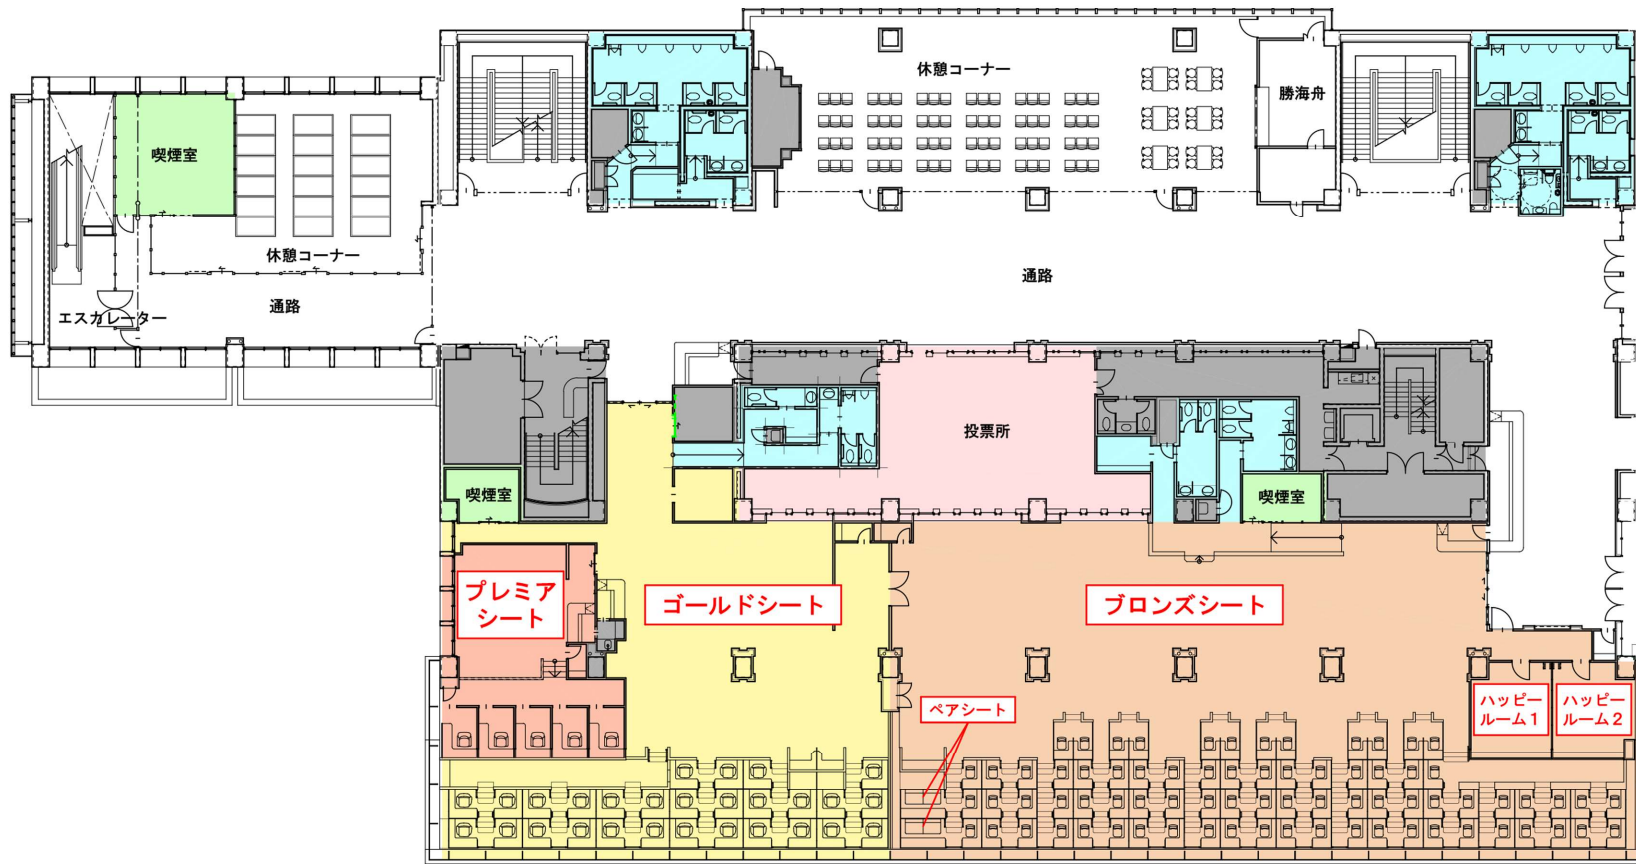 休憩コーナー
勝海舟
喫煙室
休憩コーナー
通路
通路
エスカレーター
投票所
喫煙室
喫煙室
プレミア
シート
ゴールドシート
ブロンズシート
ペアシート
ハッピー
ルーム1
ハッピー
ルーム2